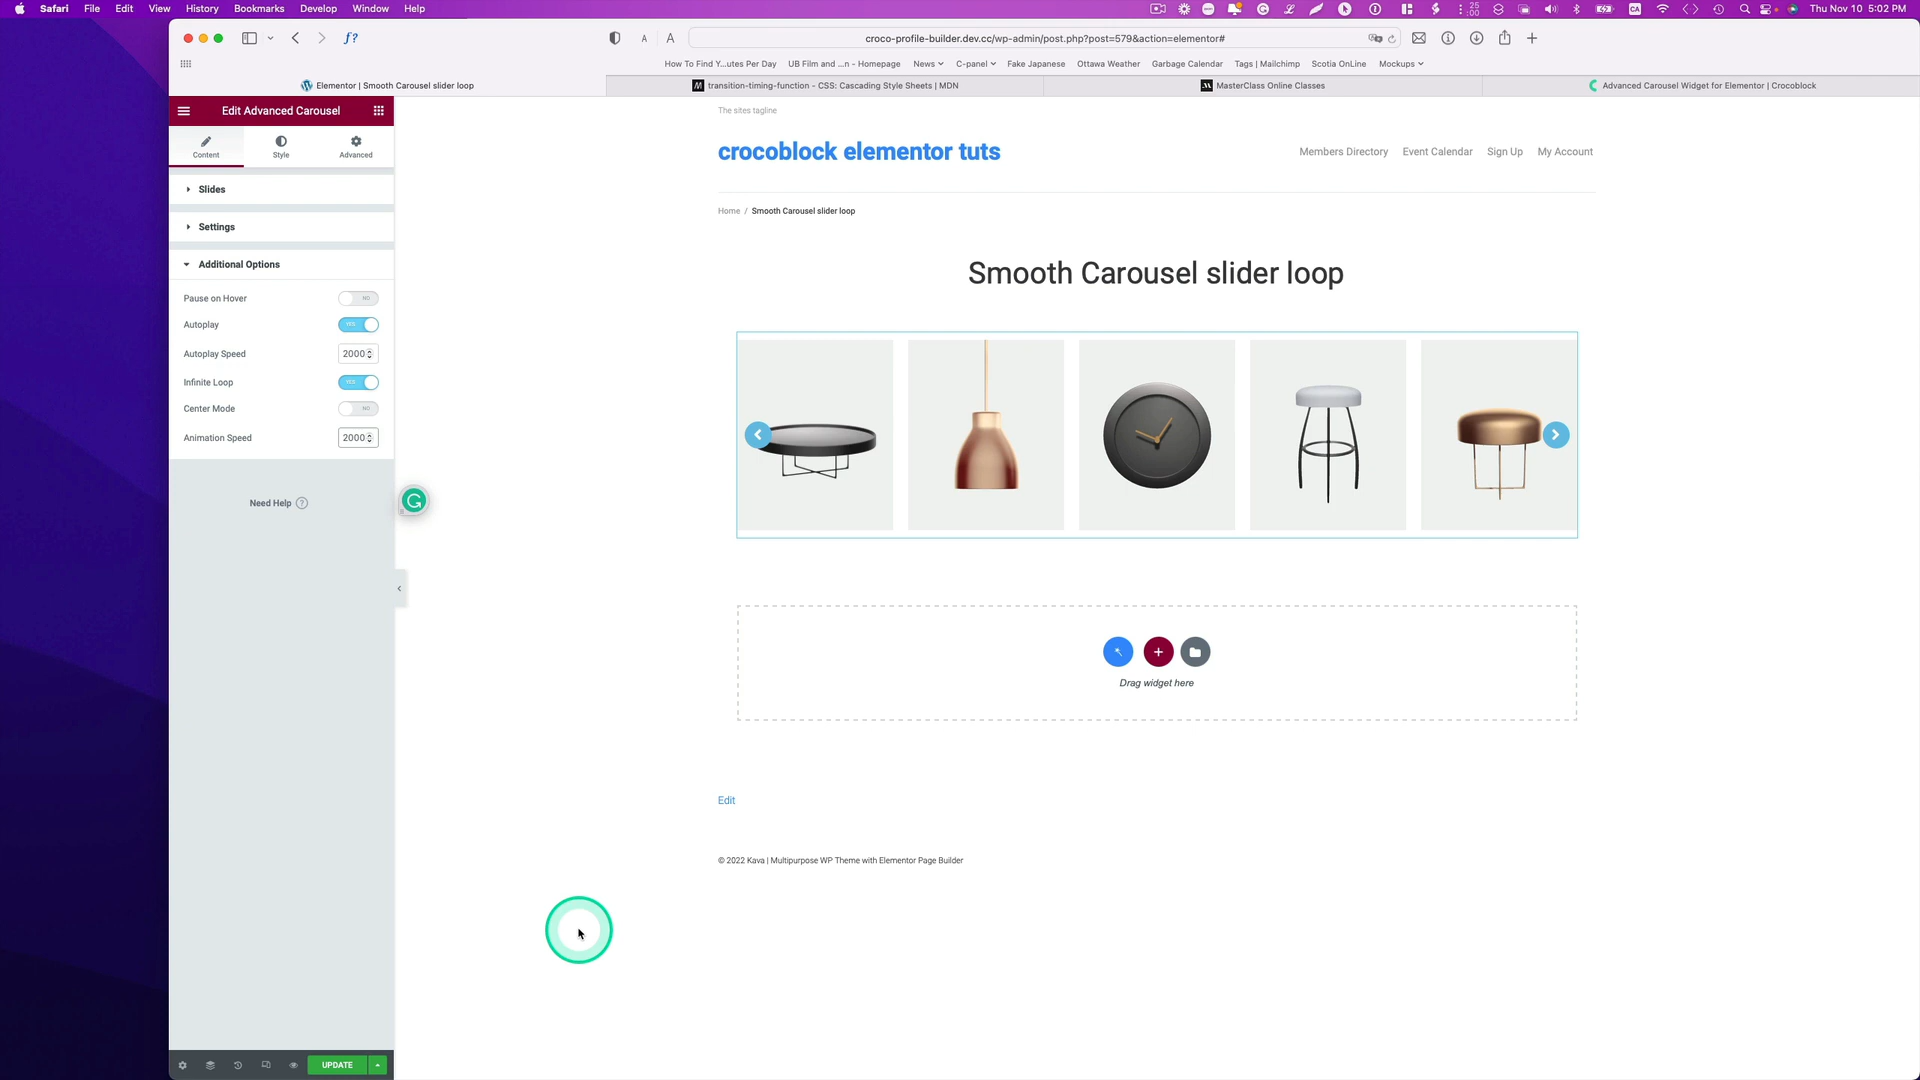 Safari File Edit View History Bookmarks Develop Window Help
25
:00
CA
Thu Nov 10 5:02 PM
ƒ?
A A
croco-profile-builder.dev.cc/wp-admin/post.php?post=579&action=elementor#
How To Find Y...utes Per Day UB Film and ...n - Homepage News C-panel Fake Japanese Ottawa Weather Garbage Calendar Tags | Mailchimp Scotia OnLine Mockups
Elementor | Smooth Carousel slider loop
transition-timing-function - CSS: Cascading Style Sheets | MDN
MasterClass Online Classes
Advanced Carousel Widget for Elementor | Crocoblock
Edit Advanced Carousel
Content Style Advanced
Slides
Settings
Additional Options
Pause on Hover NO
Autoplay YES
Autoplay Speed 2000
Infinite Loop YES
Center Mode NO
Animation Speed 2000
Need Help ?
UPDATE
The sites tagline
crocoblock elementor tuts
Members Directory Event Calendar Sign Up My Account
Home / Smooth Carousel slider loop
Smooth Carousel slider loop
Drag widget here
Edit
© 2022 Kava | Multipurpose WP Theme with Elementor Page Builder